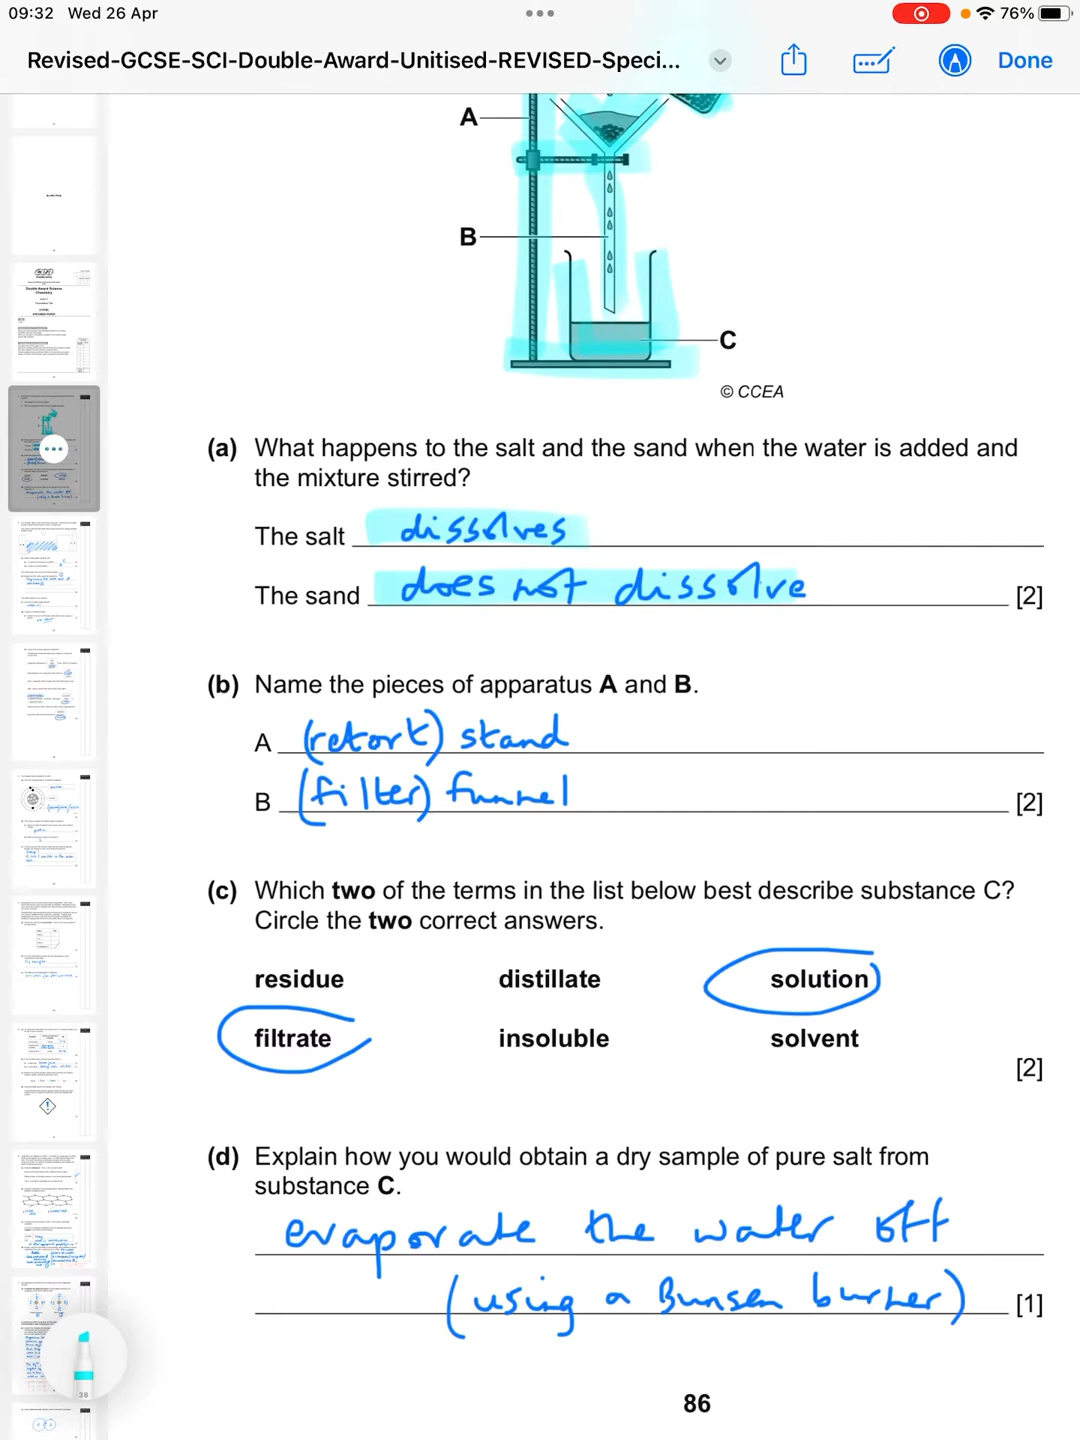 09:32 Wed 26 Apr
76%
Revised-GCSE-SCI-Double-Award-Unitised-REVISED-Speci...
Done
A
B
C
© CCEA
(a) What happens to the salt and the sand when the water is added and
the mixture stirred?
The salt dissolves
The sand does not dissolve [2]
(b) Name the pieces of apparatus A and B.
A (retort) stand
B (filter) funnel [2]
(c) Which two of the terms in the list below best describe substance C?
Circle the two correct answers.
residue distillate solution
filtrate insoluble solvent
[2]
(d) Explain how you would obtain a dry sample of pure salt from
substance C.
evaporate the water off
(using a Bunsen burner) [1]
86
38